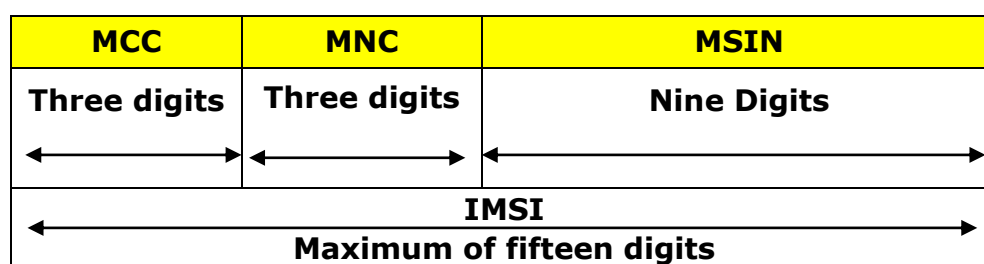 MCC MNC MSIN
Three digits Three digits Nine Digits
IMSI
Maximum of fifteen digits